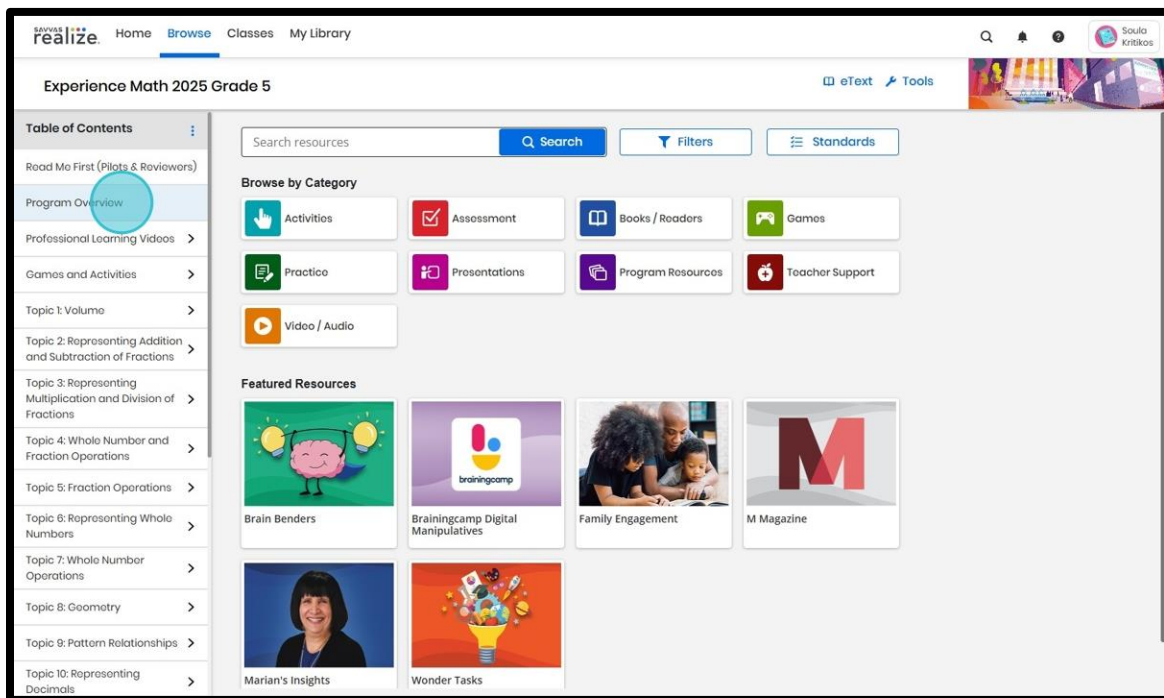 SAVVAS
realize.
Home Browse Classes My Library
Soula
Kritikos
Experience Math 2025 Grade 5
eText Tools
Table of Contents
Read Me First (Pilots & Reviewers)
Program Overview
Professional Learning Videos
Games and Activities
Topic 1: Volume
Topic 2: Representing Addition
and Subtraction of Fractions
Topic 3: Representing
Multiplication and Division of
Fractions
Topic 4: Whole Number and
Fraction Operations
Topic 5: Fraction Operations
Topic 6: Representing Whole
Numbers
Topic 7: Whole Number
Operations
Topic 8: Geometry
Topic 9: Pattern Relationships
Topic 10: Representing
Decimals
Search resources Search Filters Standards
Browse by Category
Activities Assessment Books / Readers Games
Practice Presentations Program Resources Teacher Support
Video / Audio
Featured Resources
brainingcamp
M
Brain Benders
Brainingcamp Digital
Manipulatives
Family Engagement
M Magazine
Marian's Insights Wonder Tasks